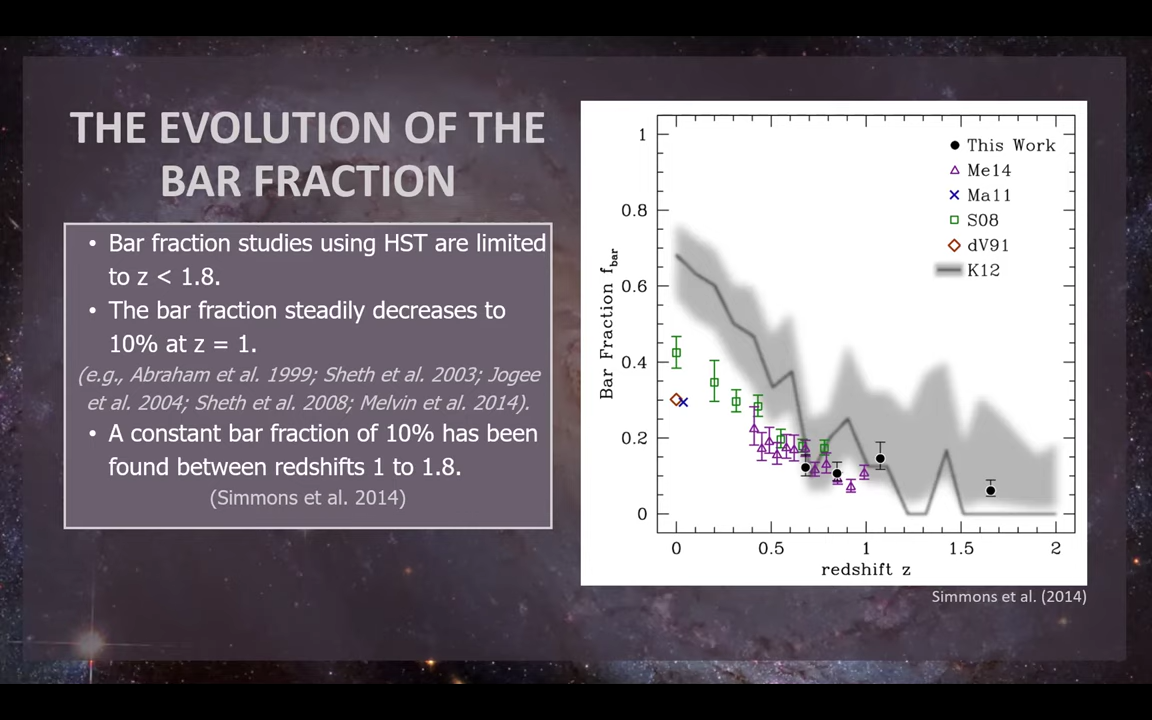 THE EVOLUTION OF THE
BAR FRACTION
• Bar fraction studies using HST are limited
to z < 1.8.
• The bar fraction steadily decreases to
10% at z = 1.
(e.g., Abraham et al. 1999; Sheth et al. 2003; Jogee
et al. 2004; Sheth et al. 2008; Melvin et al. 2014).
• A constant bar fraction of 10% has been
found between redshifts 1 to 1.8.
(Simmons et al. 2014)
Bar Fraction f_bar
1
0.8
0.6
0.4
0.2
0
This Work
Me14
Ma11
S08
dV91
K12
0 0.5 1 1.5 2
redshift z
Simmons et al. (2014)